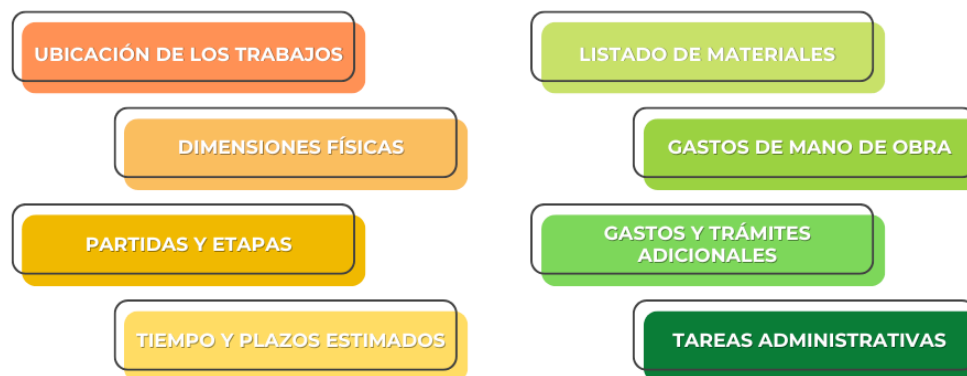 UBICACIÓN DE LOS TRABAJOS
DIMENSIONES FÍSICAS
PARTIDAS Y ETAPAS
TIEMPO Y PLAZOS ESTIMADOS
LISTADO DE MATERIALES
GASTOS DE MANO DE OBRA
GASTOS Y TRÁMITES
ADICIONALES
TAREAS ADMINISTRATIVAS